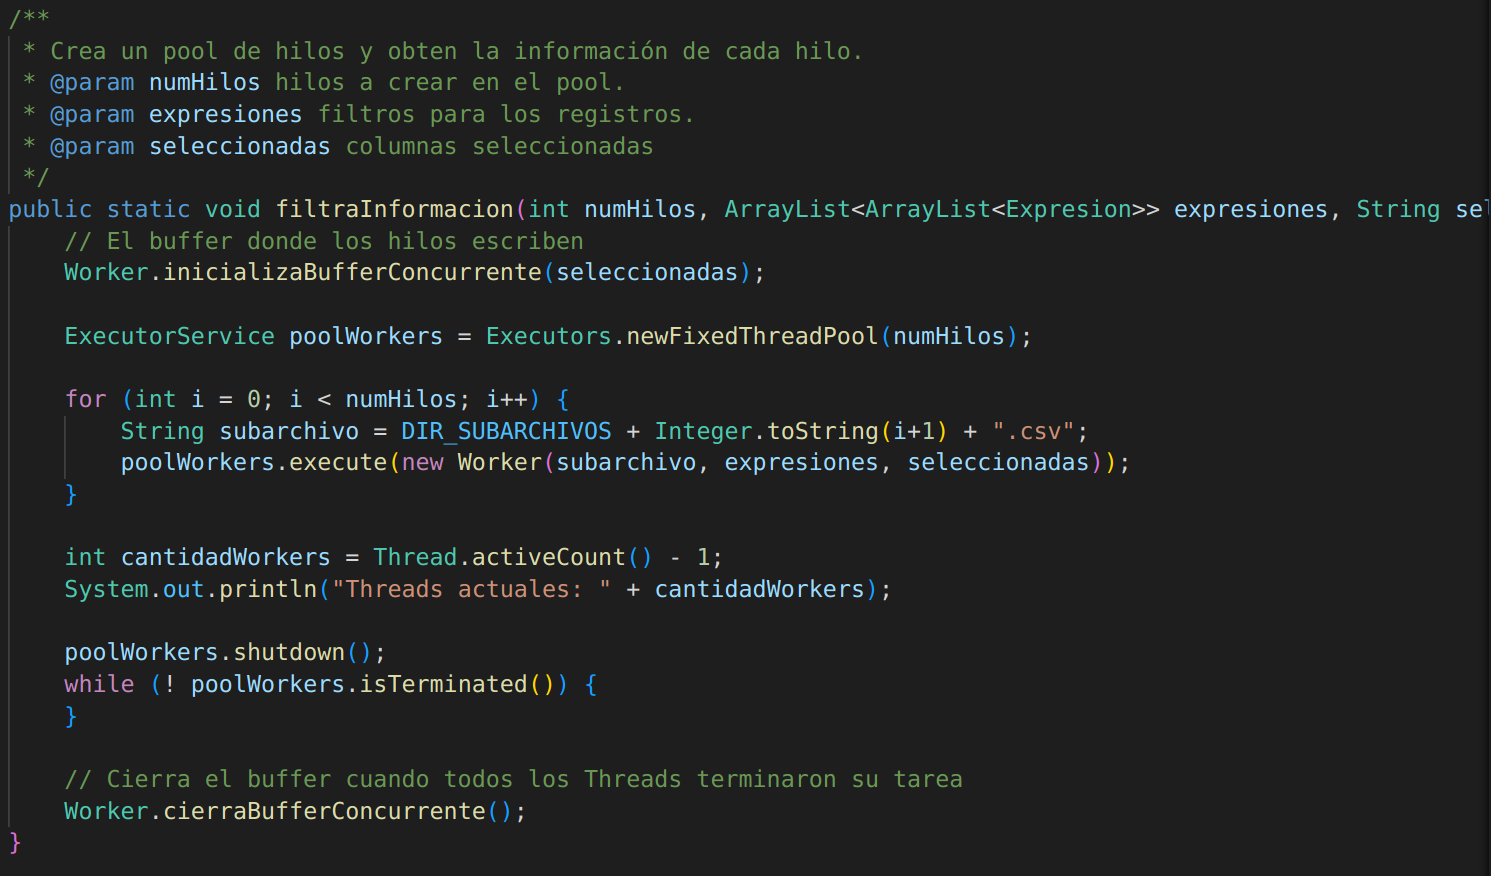 /**
 * Crea un pool de hilos y obten la información de cada hilo.
 * @param numHilos hilos a crear en el pool.
 * @param expresiones filtros para los registros.
 * @param seleccionadas columnas seleccionadas
 */
public static void filtraInformacion(int numHilos, ArrayList<ArrayList<Expresion>> expresiones, String sel
    // El buffer donde los hilos escriben
    Worker.inicializaBufferConcurrente(seleccionadas);

    ExecutorService poolWorkers = Executors.newFixedThreadPool(numHilos);

    for (int i = 0; i < numHilos; i++) {
        String subarchivo = DIR_SUBARCHIVOS + Integer.toString(i+1) + ".csv";
        poolWorkers.execute(new Worker(subarchivo, expresiones, seleccionadas));
    }

    int cantidadWorkers = Thread.activeCount() - 1;
    System.out.println("Threads actuales: " + cantidadWorkers);

    poolWorkers.shutdown();
    while (! poolWorkers.isTerminated()) {
    }

    // Cierra el buffer cuando todos los Threads terminaron su tarea
    Worker.cierraBufferConcurrente();
}